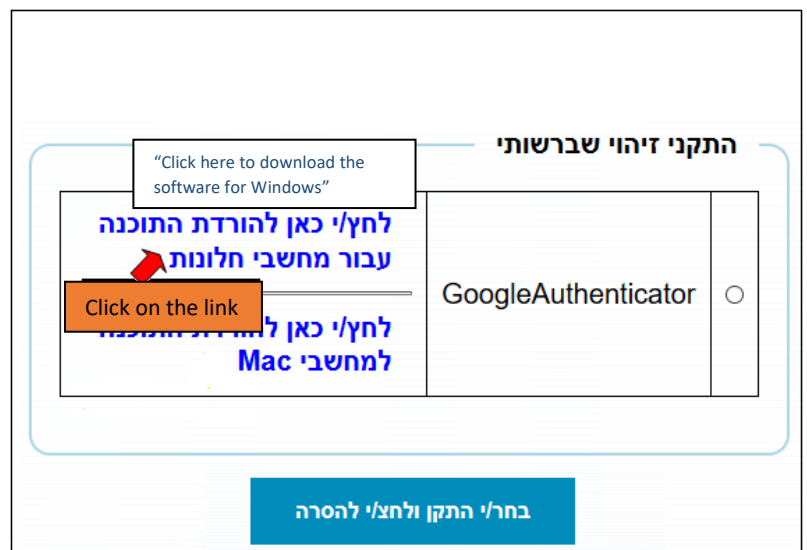 התקני זיהוי שברשותי
“Click here to download the
software for Windows”
לחץ/י כאן להורדת התוכנה
עבור מחשבי חלונות
Click on the link
GoogleAuthenticator
לחץ/י כאן
למחשבי Mac
בחר/י התקן ולחצ/י להסרה